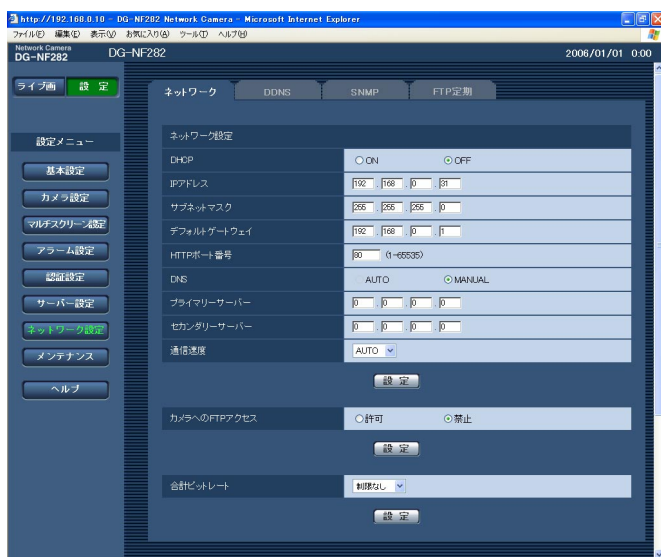 http://192.168.0.10 - DG-NF282 Network Camera - Microsoft Internet Explorer
ファイル(F) 編集(E) 表示(V) お気に入り(A) ツール(T) ヘルプ(H)
Network Camera
DG-NF282
DG-NF282
2006/01/01 0:00
ライブ画 設 定
ネットワーク DDNS SNMP FTP定期
設定メニュー
基本設定
カメラ設定
マルチスクリーン設定
アラーム設定
認証設定
サーバー設定
ネットワーク設定
メンテナンス
ヘルプ
ネットワーク設定
DHCP ON OFF
IPアドレス 192 . 168 . 0 . 31
サブネットマスク 255 . 255 . 255 . 0
デフォルトゲートウェイ 192 . 168 . 0 . 1
HTTPポート番号 80 (1-65535)
DNS AUTO MANUAL
プライマリーサーバー 0 . 0 . 0 . 0
セカンダリーサーバー 0 . 0 . 0 . 0
通信速度 AUTO
設 定
カメラへのFTPアクセス 許可 禁止
設 定
合計ビットレート 制限なし
設 定